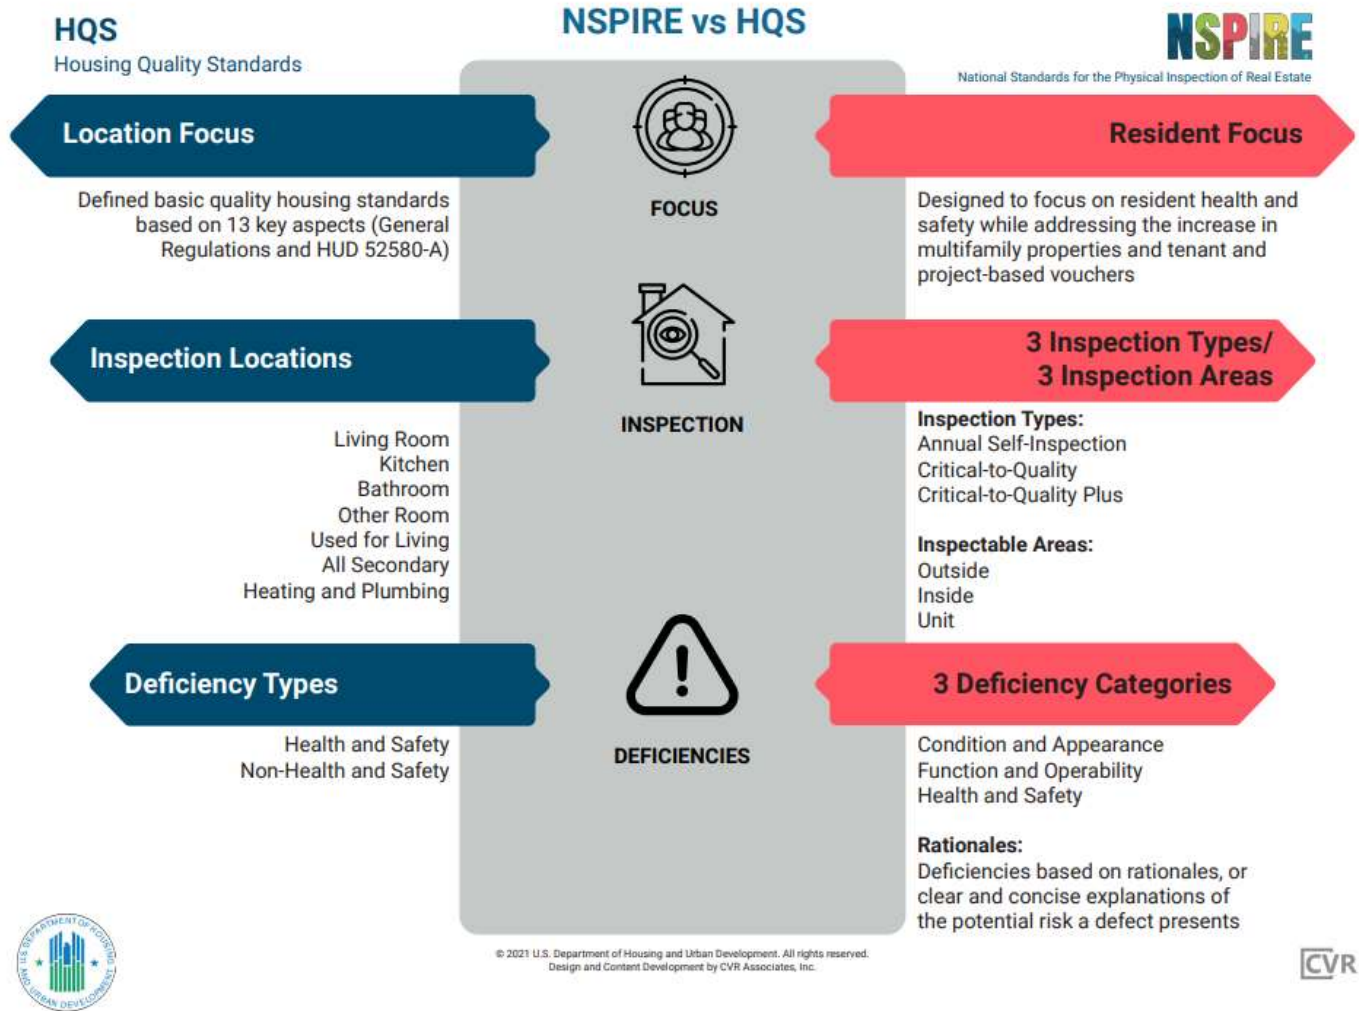 NSPIRE vs HQS
HQS
Housing Quality Standards
NSPIRE
National Standards for the Physical Inspection of Real Estate
Location Focus
Defined basic quality housing standards
based on 13 key aspects (General
Regulations and HUD 52580-A)
FOCUS
Resident Focus
Designed to focus on resident health and
safety while addressing the increase in
multifamily properties and tenant and
project-based vouchers
Inspection Locations
Living Room
Kitchen
Bathroom
Other Room
Used for Living
All Secondary
Heating and Plumbing
INSPECTION
3 Inspection Types/
3 Inspection Areas
Inspection Types:
Annual Self-Inspection
Critical-to-Quality
Critical-to-Quality Plus
Inspectable Areas:
Outside
Inside
Unit
Deficiency Types
Health and Safety
Non-Health and Safety
DEFICIENCIES
3 Deficiency Categories
Condition and Appearance
Function and Operability
Health and Safety
Rationales:
Deficiencies based on rationales, or
clear and concise explanations of
the potential risk a defect presents
U.S. DEPARTMENT OF HOUSING AND URBAN DEVELOPMENT
© 2021 U.S. Department of Housing and Urban Development. All rights reserved.
Design and Content Development by CVR Associates, Inc.
CVR